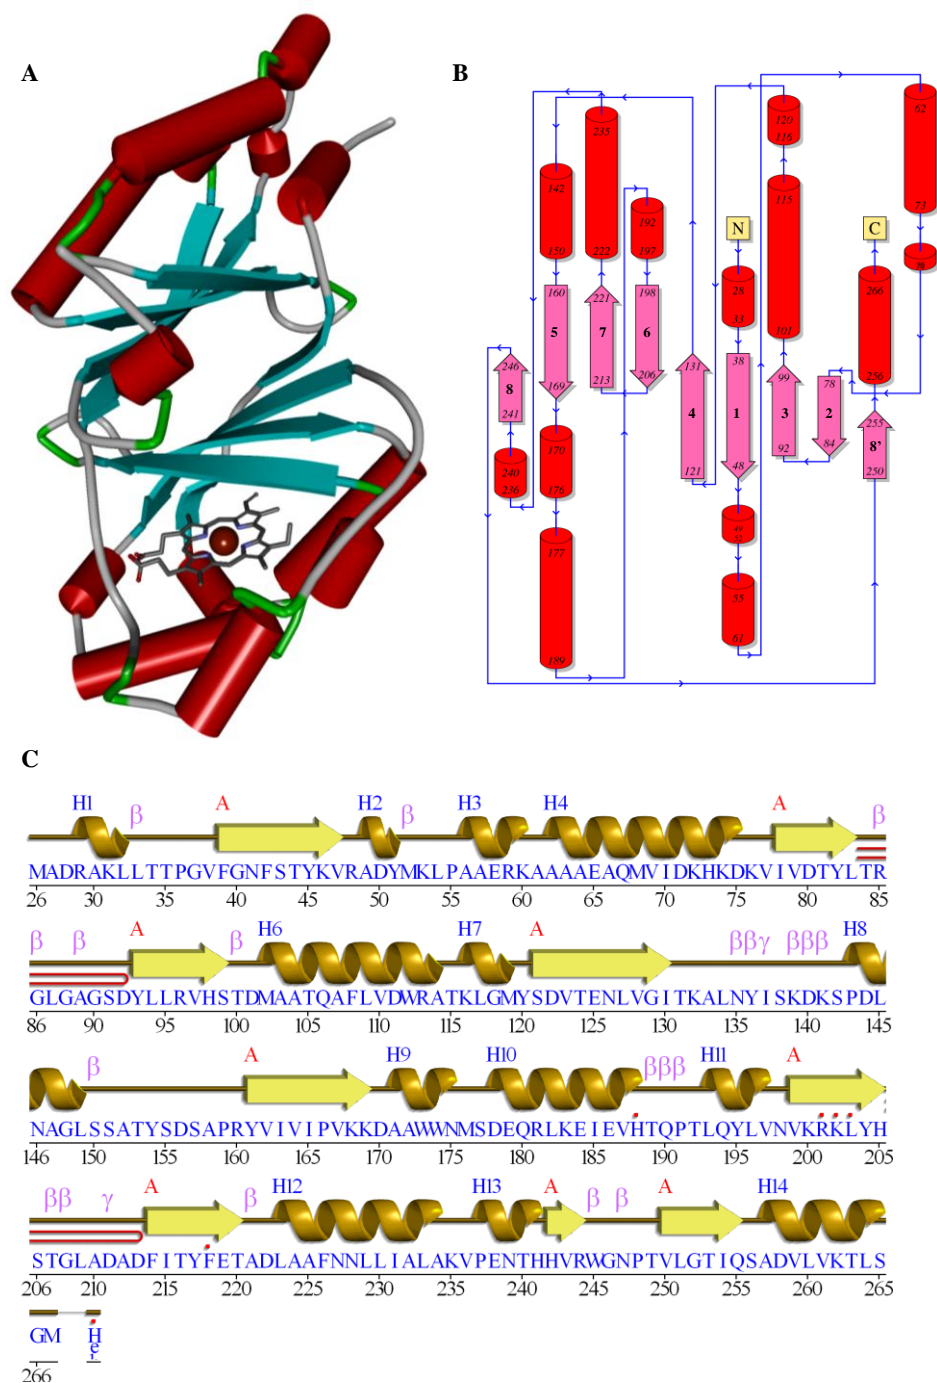 A
B
62
120
116
235
142
115
192
73
N
C
150
222
197
28
266
76
160
221
198
33
101
5
7
6
38
131
99
78
256
246
169
213
206
8
4
1
3
2
241
255
170
92
84
8'
121
48
250
240
236
176
49
177
55
61
189
C
H1 β A H2 β H3 H4 A β
MADRAKLLTTPGVFGNFSTYKVRADYMKLPAAERKAAAAEAQMVIDKHKDKVIVDTYLTR
26 30 35 40 45 50 55 60 65 70 75 80 85
β β A β H6 H7 A ββγ βββ H8
GLGAGSDYLLRVHSTDMAATQAFLVDWRATKLGMYSDVTENLVGITKALNYISKDKSPDL
86 90 95 100 105 110 115 120 125 130 135 140 145
β A H9 H10 βββ H11 A
NAGLSSATYSDSAPRYVIVIPVKKDAAWWNMSDEQRLKEIEVHTQPTLQYLVNVKRKLYH
146 150 155 160 165 170 175 180 185 190 195 200 205
ββ γ A β H12 H13 A β β A H14
STGLADADFITYFETADLAAFNNLLIALAKVPENTHHVRWGNPTVLGTIQSADVLVKTLS
206 210 215 220 225 230 235 240 245 250 255 260 265
GM H
e
266